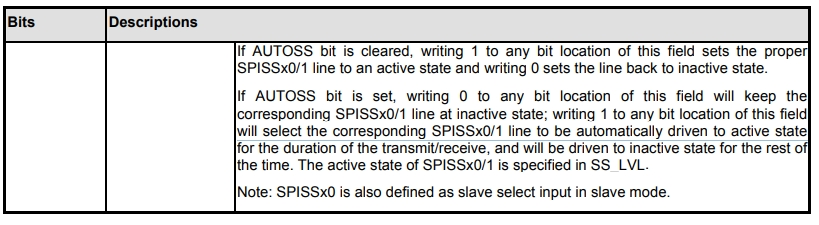 Bits
Descriptions
If AUTOSS bit is cleared, writing 1 to any bit location of this field sets the proper
SPISSx0/1 line to an active state and writing 0 sets the line back to inactive state.
If AUTOSS bit is set, writing 0 to any bit location of this field will keep the
corresponding SPISSx0/1 line at inactive state; writing 1 to any bit location of this field
will select the corresponding SPISSx0/1 line to be automatically driven to active state
for the duration of the transmit/receive, and will be driven to inactive state for the rest of
the time. The active state of SPISSx0/1 is specified in SS_LVL.
Note: SPISSx0 is also defined as slave select input in slave mode.